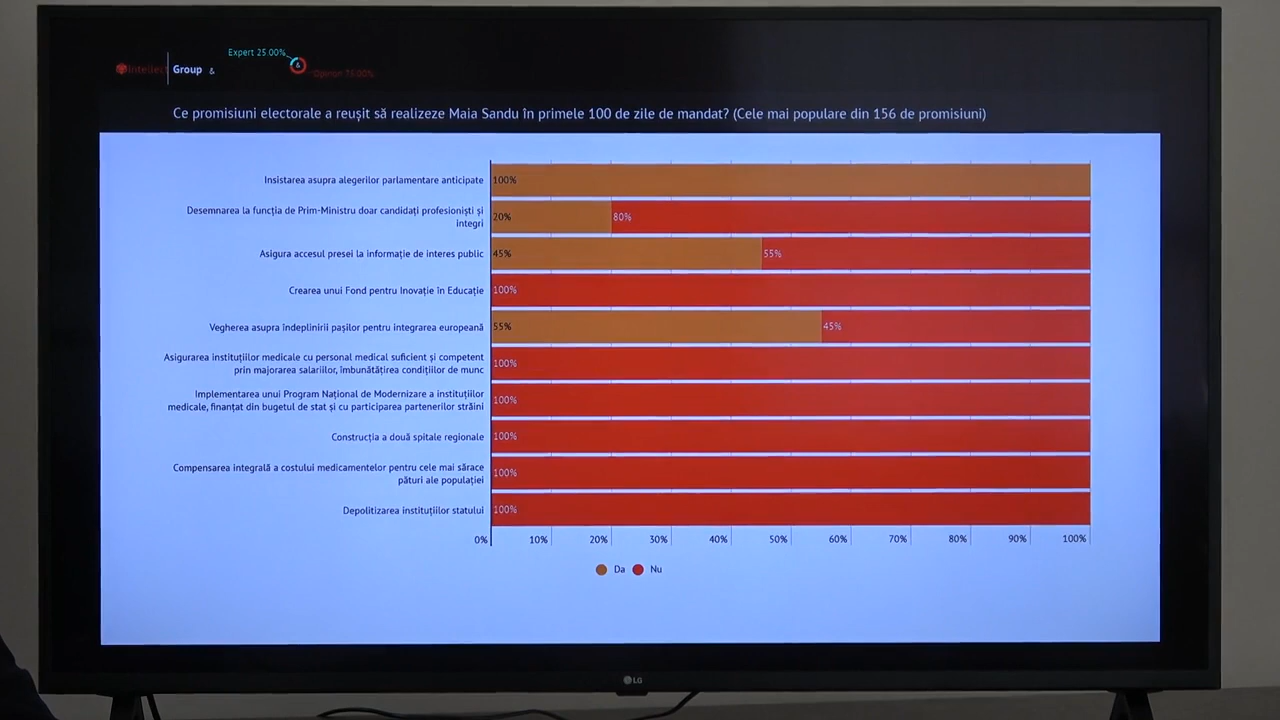 Expert 25.00%
Intellect Group &
&
Opinion 75.00%
Ce promisiuni electorale a reușit să realizeze Maia Sandu în primele 100 de zile de mandat? (Cele mai populare din 156 de promisiuni)
Insistarea asupra alegerilor parlamentare anticipate 100%
Desemnarea la funcția de Prim-Ministru doar candidați profesioniști și
integri
20% 80%
Asigura accesul presei la informație de interes public 45% 55%
Crearea unui Fond pentru Inovație în Educație 100%
Vegherea asupra îndeplinirii pașilor pentru integrarea europeană 55% 45%
Asigurarea instituțiilor medicale cu personal medical suficient și competent
prin majorarea salariilor, îmbunătățirea condițiilor de munc
100%
Implementarea unui Program Național de Modernizare a instituțiilor
medicale, finanțat din bugetul de stat și cu participarea partenerilor străini
100%
Construcția a două spitale regionale 100%
Compensarea integrală a costului medicamentelor pentru cele mai sărace
pături ale populației
100%
Depolitizarea instituțiilor statului 100%
0% 10% 20% 30% 40% 50% 60% 70% 80% 90% 100%
Da Nu
LG